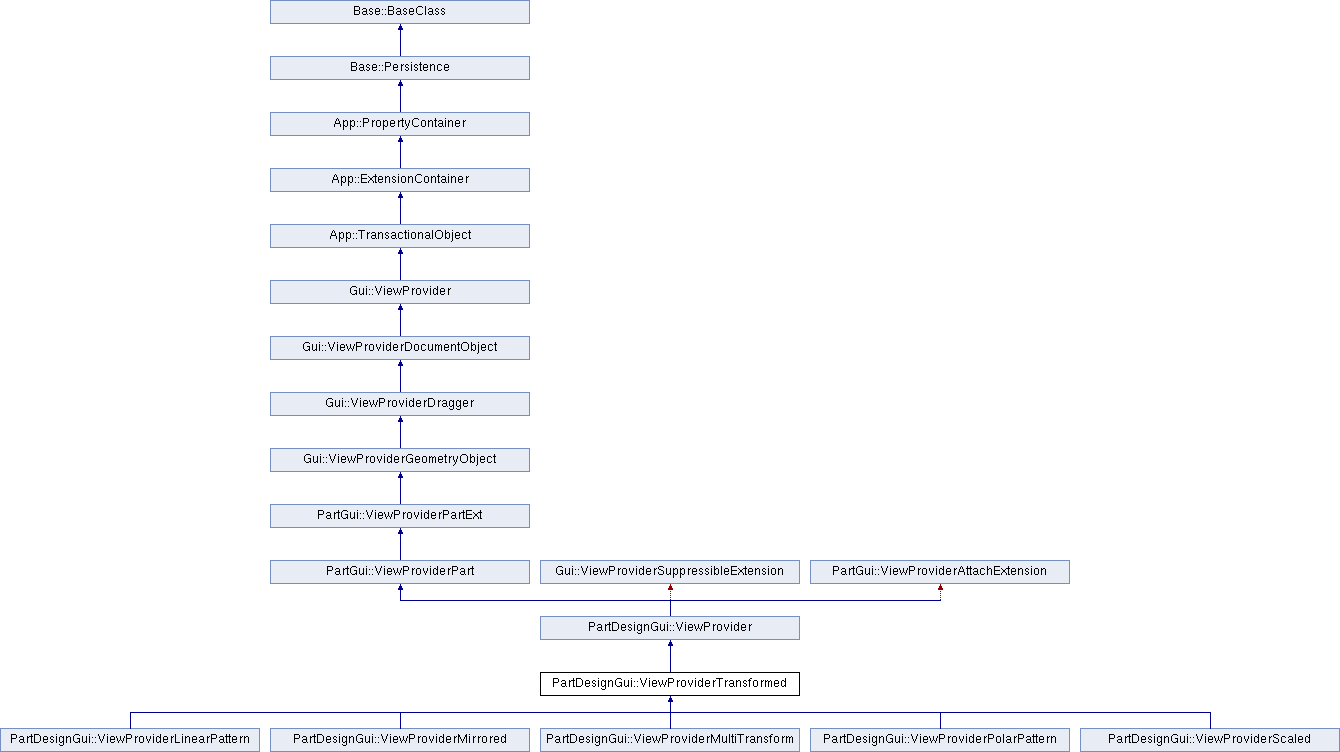 Base::BaseClass
Base::Persistence
App::PropertyContainer
App::ExtensionContainer
App::TransactionalObject
Gui::ViewProvider
Gui::ViewProviderDocumentObject
Gui::ViewProviderDragger
Gui::ViewProviderGeometryObject
PartGui::ViewProviderPartExt
PartGui::ViewProviderPart
Gui::ViewProviderSuppressibleExtension
PartGui::ViewProviderAttachExtension
PartDesignGui::ViewProvider
PartDesignGui::ViewProviderTransformed
PartDesignGui::ViewProviderLinearPattern
PartDesignGui::ViewProviderMirrored
PartDesignGui::ViewProviderMultiTransform
PartDesignGui::ViewProviderPolarPattern
PartDesignGui::ViewProviderScaled